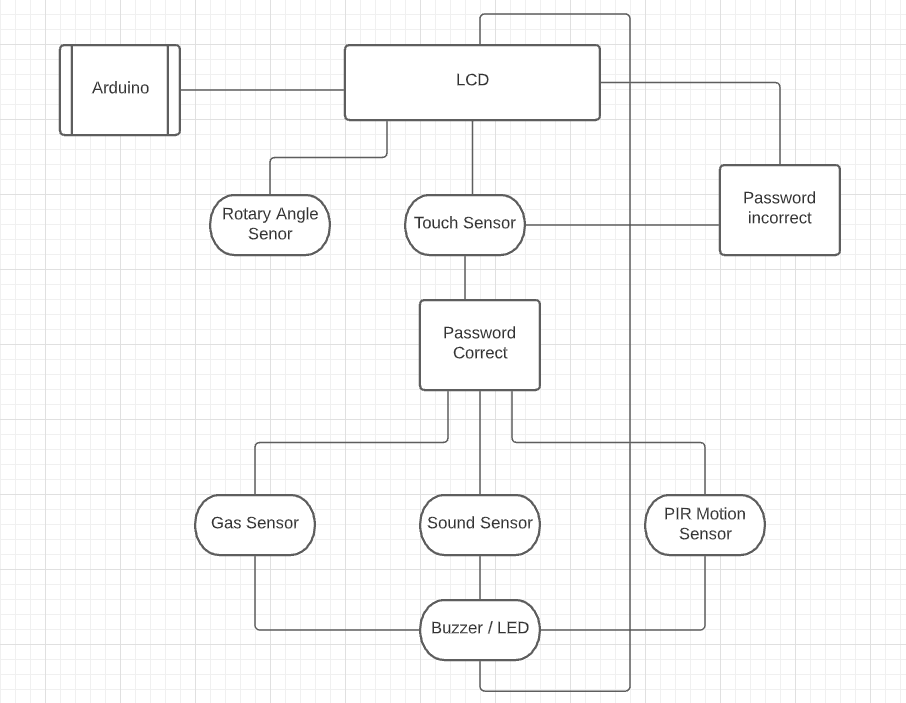 Arduino
LCD
Rotary Angle
Senor
Touch Sensor
Password
incorrect
Password
Correct
Gas Sensor
Sound Sensor
PIR Motion
Sensor
Buzzer / LED